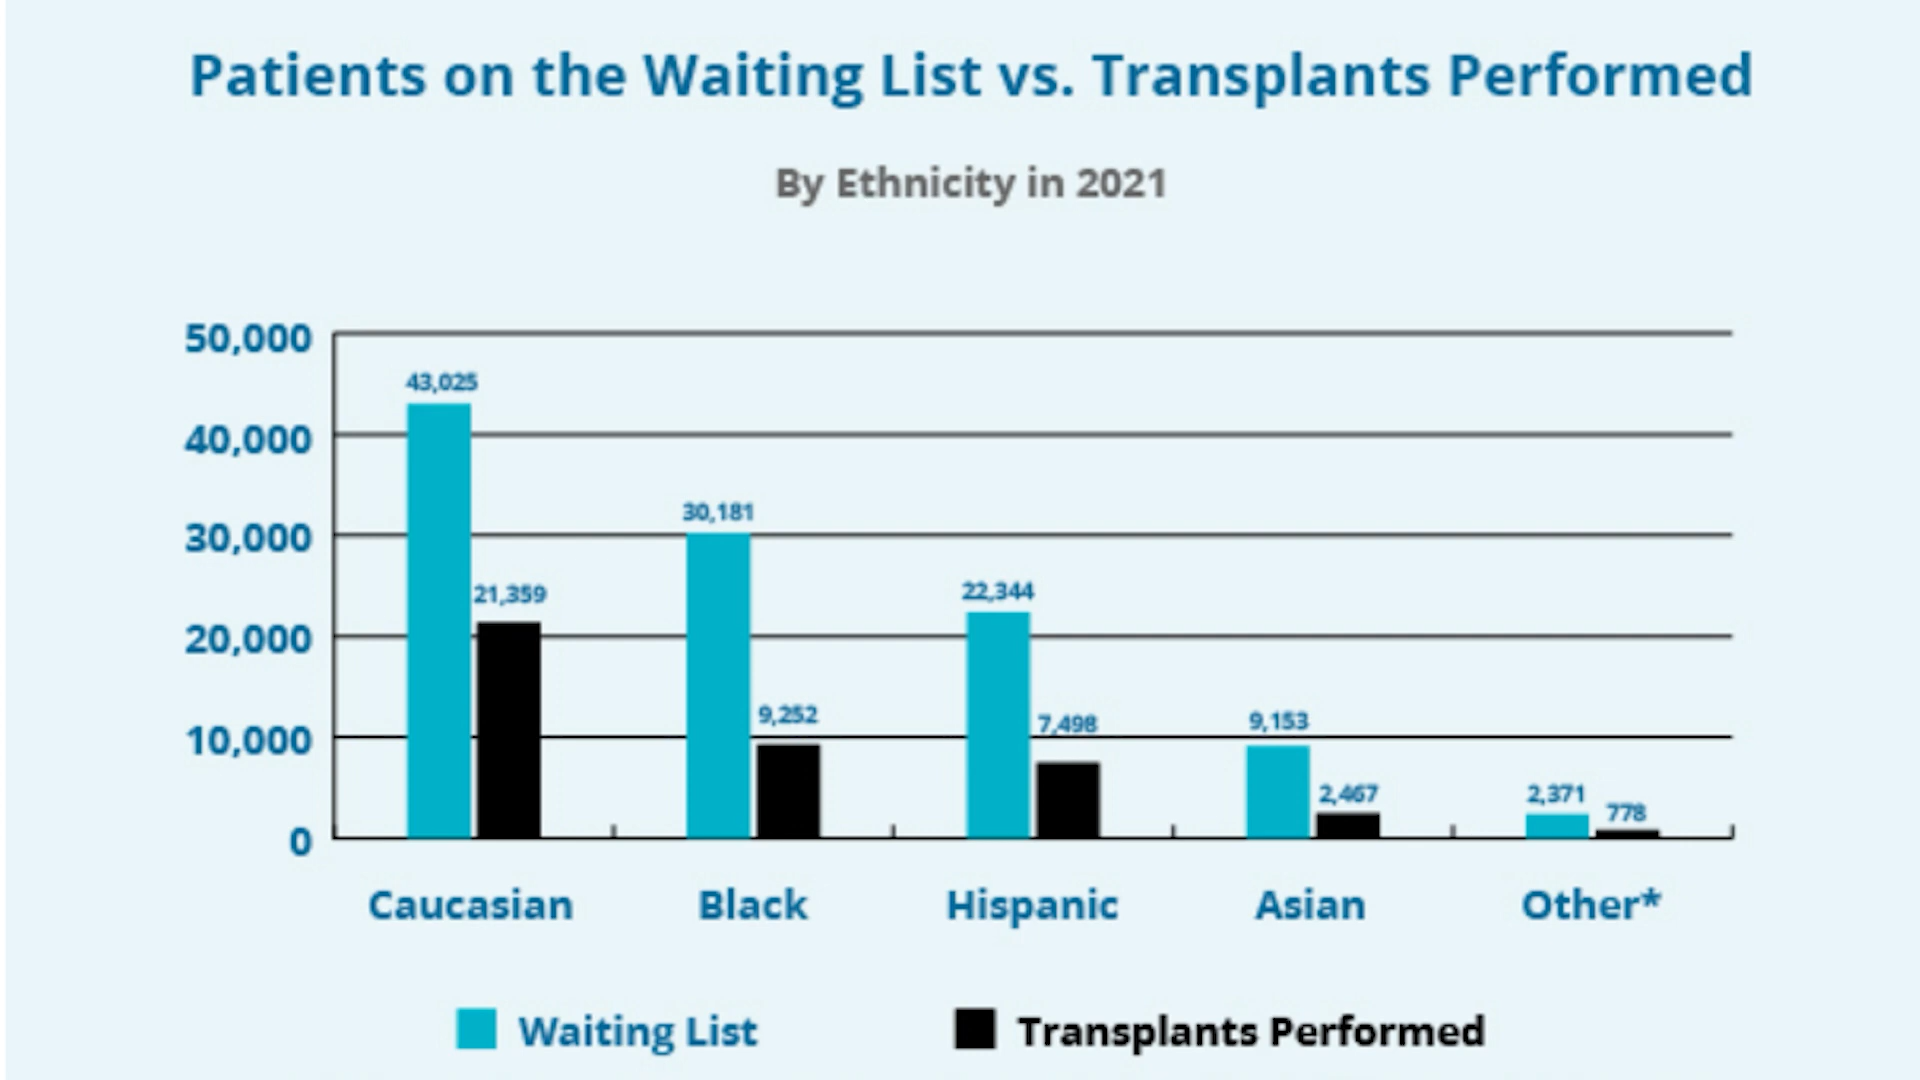 Patients on the Waiting List vs. Transplants Performed
By Ethnicity in 2021
50,000
40,000
30,000
20,000
10,000
0
43,025
21,359
30,181
9,252
22,344
7,498
9,153
2,467
2,371
778
Caucasian
Black
Hispanic
Asian
Other*
Waiting List
Transplants Performed